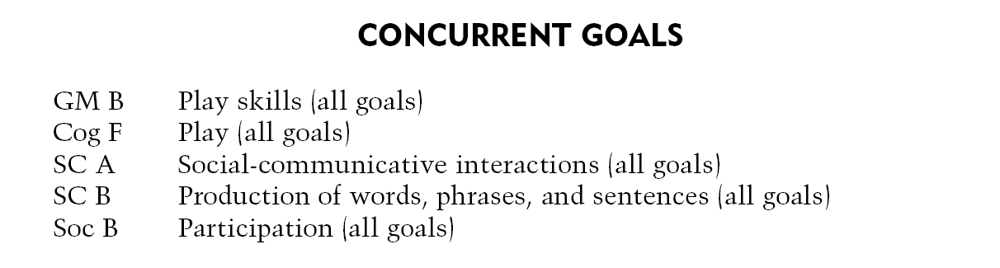 CONCURRENT GOALS
GM B Play skills (all goals)
Cog F Play (all goals)
SC A Social-communicative interactions (all goals)
SC B Production of words, phrases, and sentences (all goals)
Soc B Participation (all goals)